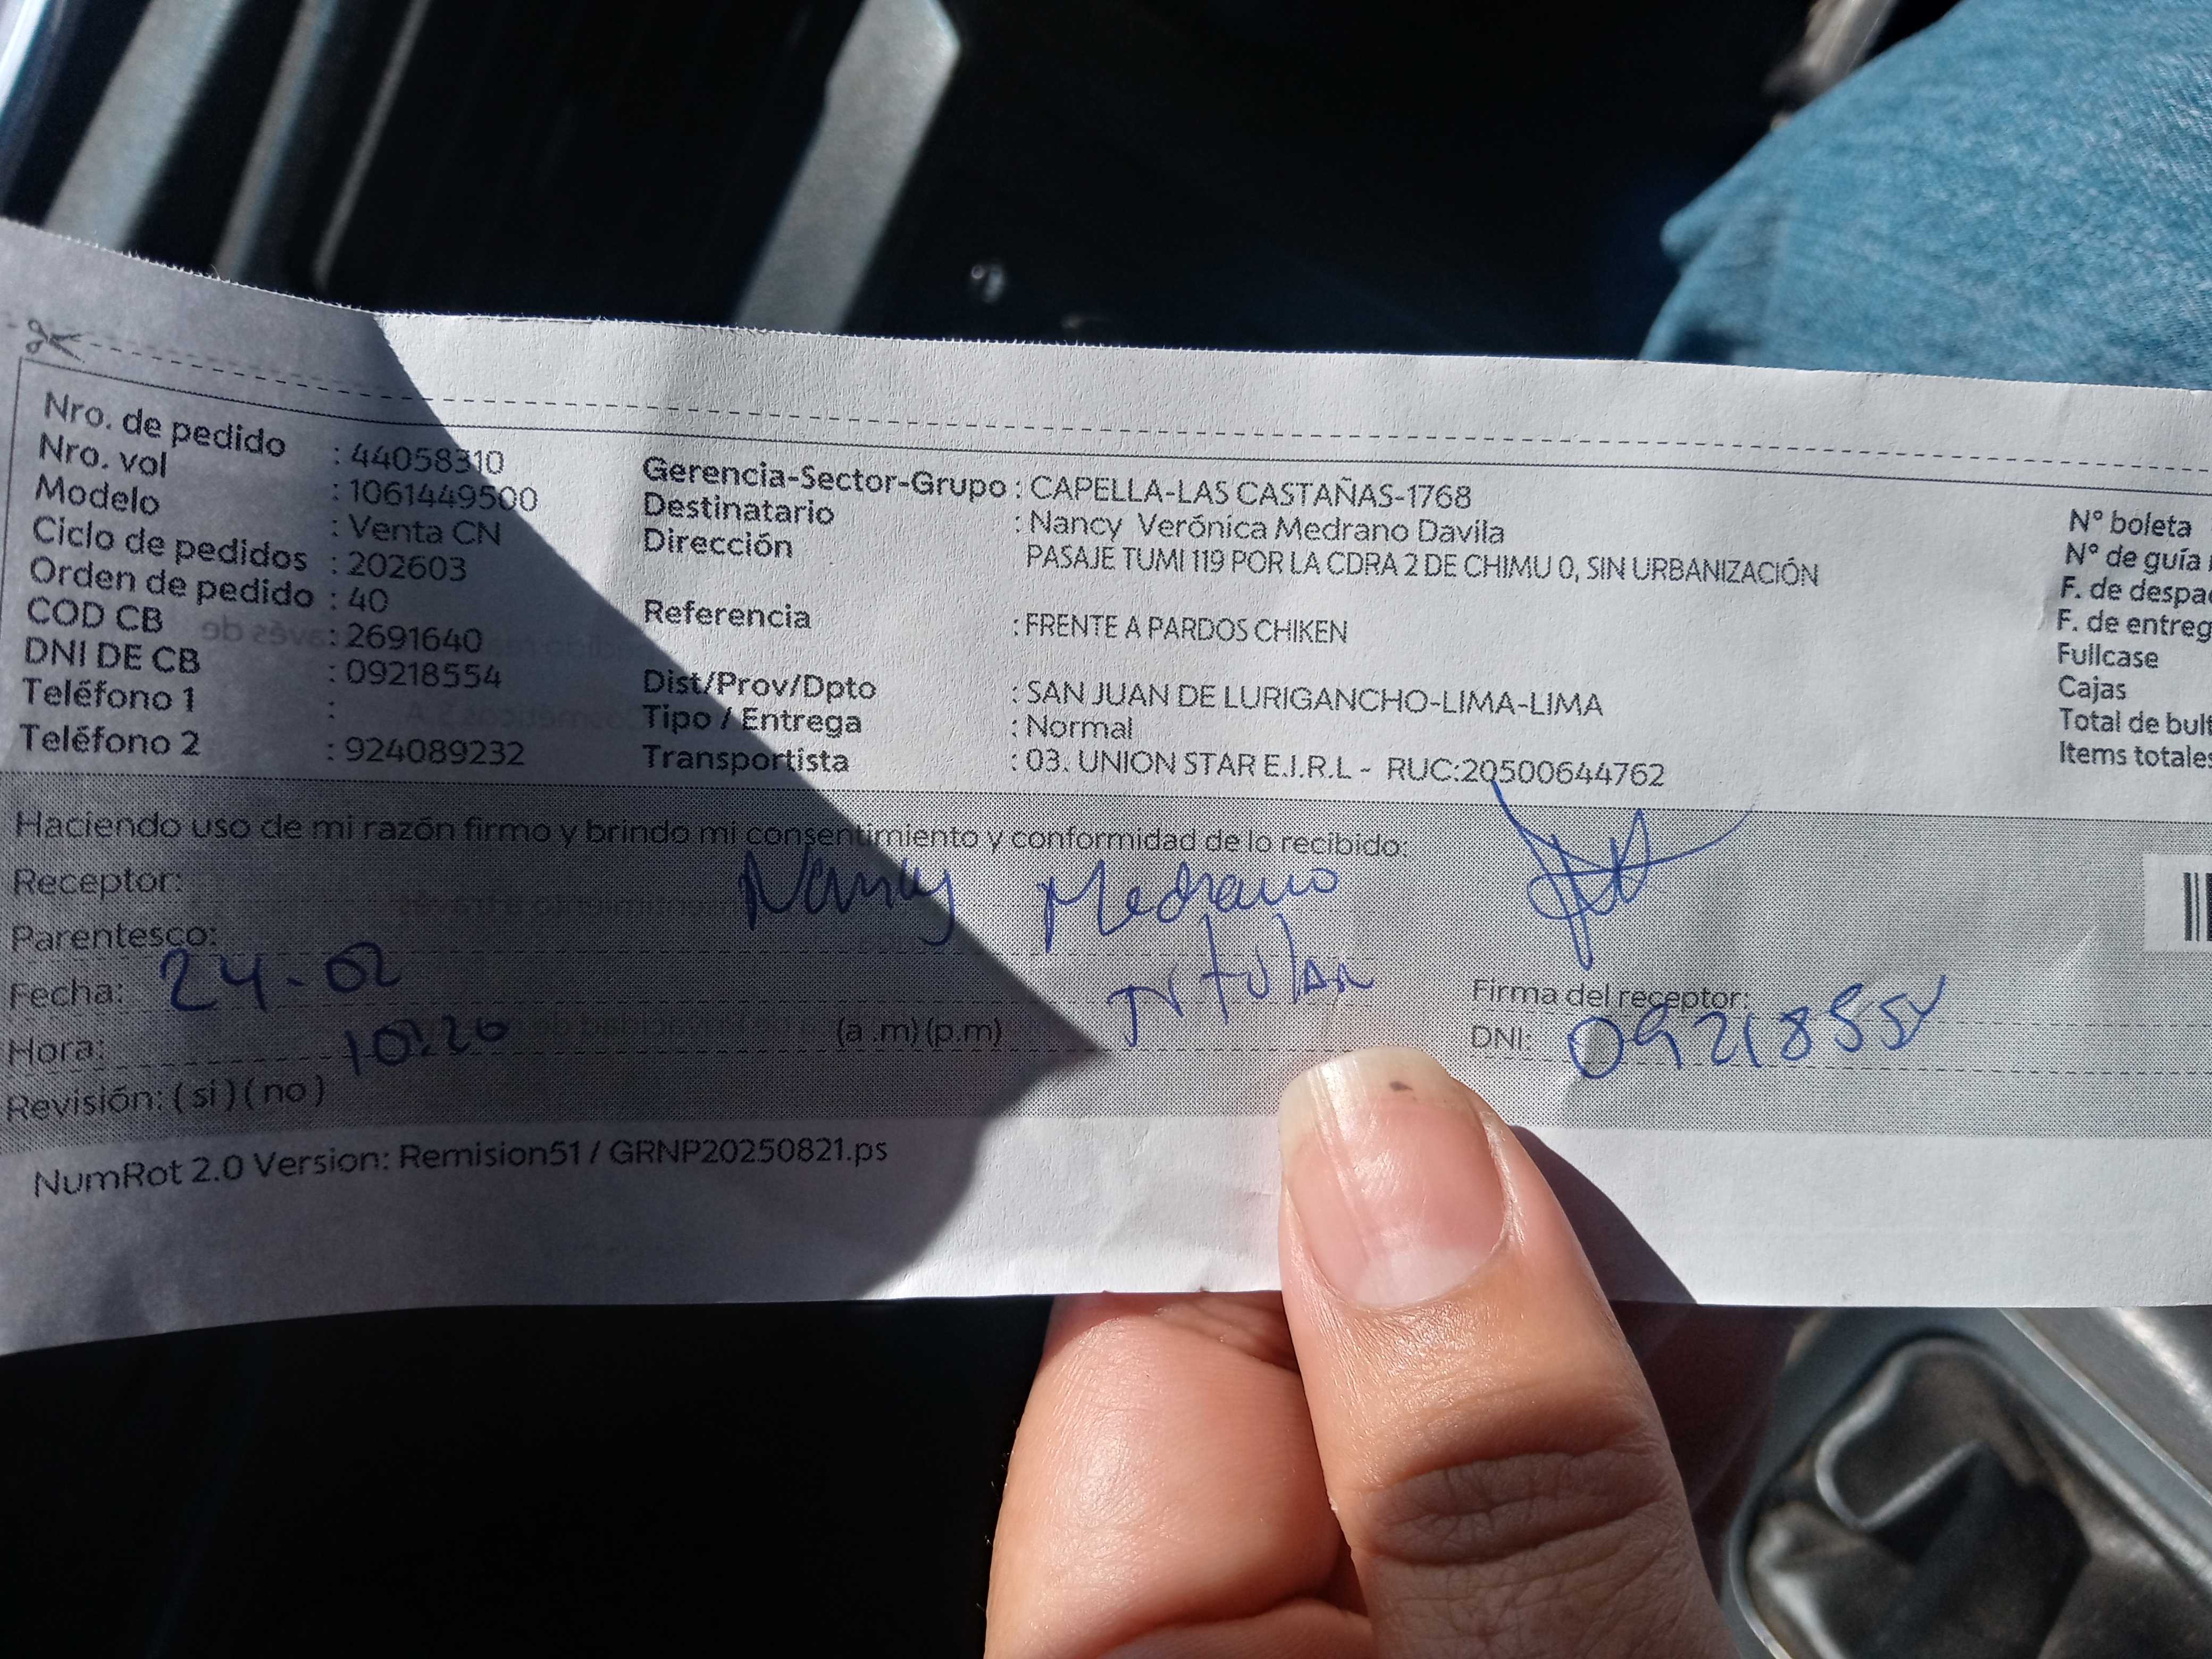 Nro. de pedido : 44058310
Nro. vol : 1061449500
Modelo : Venta CN
Ciclo de pedidos : 202603
Orden de pedido : 40
COD CB : 2691640
DNI DE CB : 09218554
Teléfono 1 :
Teléfono 2 : 924089232
Gerencia-Sector-Grupo : CAPELLA-LAS CASTAÑAS-1768
Destinatario : Nancy Verónica Medrano Davila
Dirección PASAJE TUMI 119 POR LA CDRA 2 DE CHIMU 0, SIN URBANIZACIÓN
Referencia : FRENTE A PARDOS CHIKEN
Dist/Prov/Dpto : SAN JUAN DE LURIGANCHO-LIMA-LIMA
Tipo / Entrega : Normal
Transportista : 03. UNION STAR E.I.R.L - RUC:20500644762
N° boleta
N° de guía
F. de despa
F. de entreg
Fullcase
Cajas
Total de bult
Items totales
Haciendo uso de mi razón firmo y brindo mi consentimiento y conformidad de lo recibido:
Receptor: Nancy Medrano
Parentesco: Titular
Fecha: 24-02
Hora: 10:20 (a .m) (p.m)
Revisión: ( si ) ( no )
Firma del receptor:
DNI: 09218554
NumRot 2.0 Version: Remision51 / GRNP20250821.ps